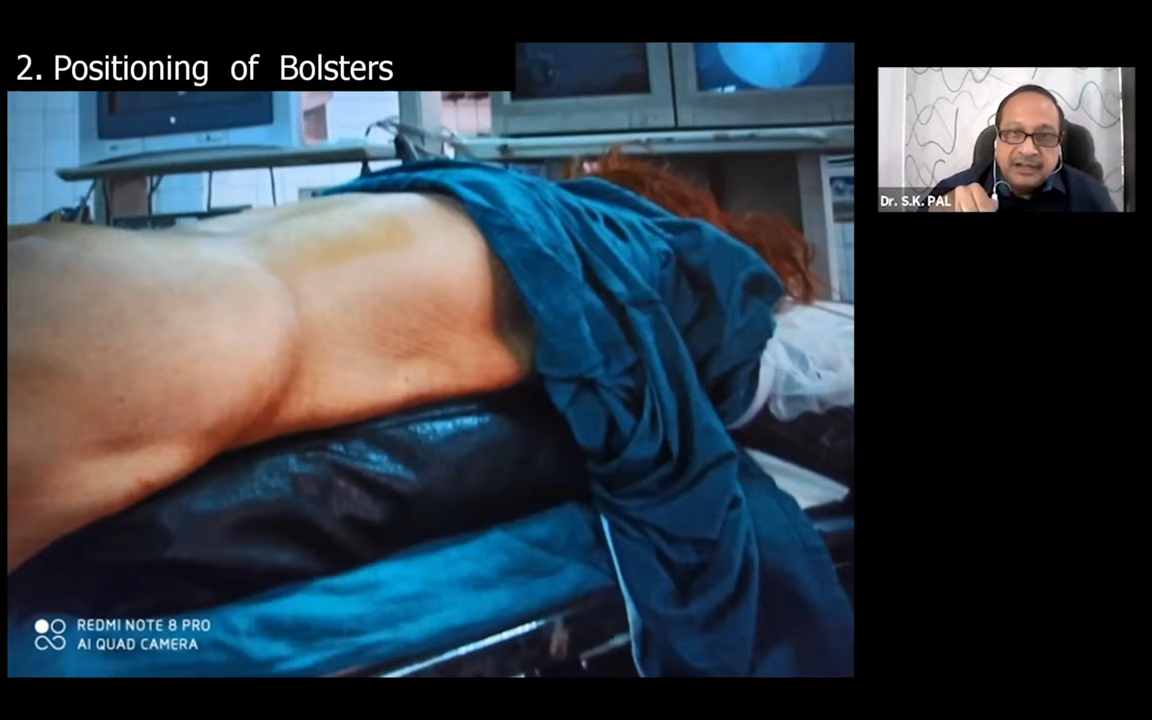 2. Positioning of Bolsters
Dr. S.K. PAL
REDMI NOTE 8 PRO
AI QUAD CAMERA